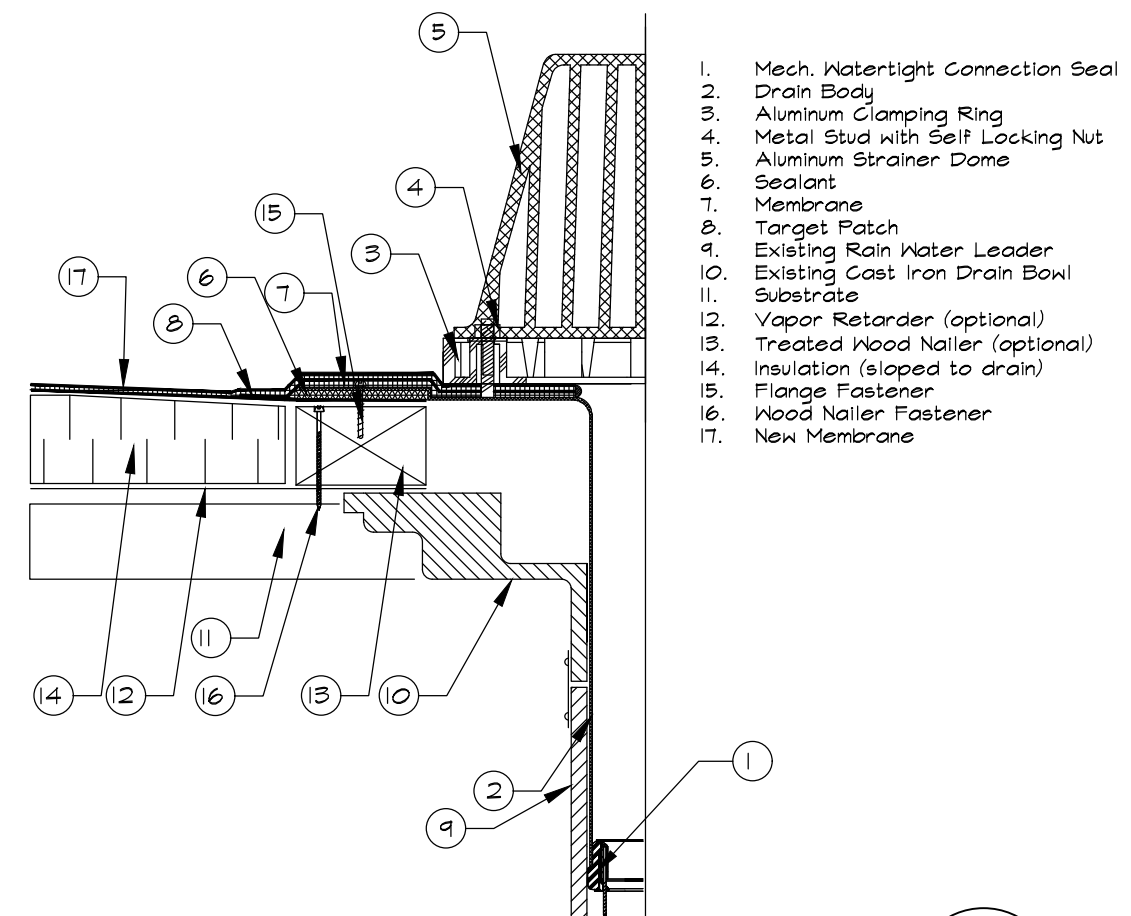 5
4
15
3
17
6
7
8
11
14
12
16
13
10
2
1
9
1. Mech. Watertight Connection Seal
2. Drain Body
3. Aluminum Clamping Ring
4. Metal Stud with Self Locking Nut
5. Aluminum Strainer Dome
6. Sealant
7. Membrane
8. Target Patch
9. Existing Rain Water Leader
10. Existing Cast Iron Drain Bowl
11. Substrate
12. Vapor Retarder (optional)
13. Treated Wood Nailer (optional)
14. Insulation (sloped to drain)
15. Flange Fastener
16. Wood Nailer Fastener
17. New Membrane